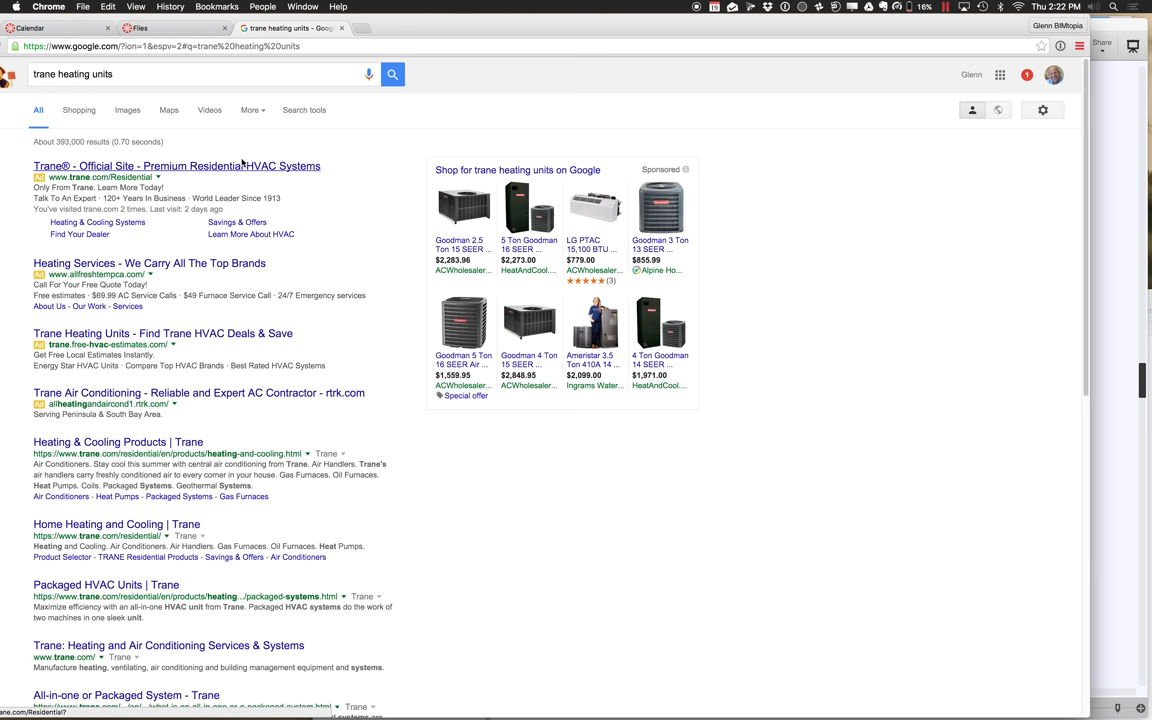 Chrome File Edit View History Bookmarks People Window Help
19 16% Thu 2:22 PM
Calendar Files trane heating units - Goog Glenn BIMtopia
https://www.google.com/?ion=1&espv=2#q=trane%20heating%20units
Share
trane heating units
Glenn 1
All Shopping Images Maps Videos More Search tools
About 393,000 results (0.70 seconds)
Trane® - Official Site - Premium Residential HVAC Systems
Ad www.trane.com/Residential
Only From Trane. Learn More Today!
Talk To An Expert · 120+ Years In Business · World Leader Since 1913
You've visited trane.com 2 times. Last visit: 2 days ago
Heating & Cooling Systems Savings & Offers
Find Your Dealer Learn More About HVAC
Heating Services - We Carry All The Top Brands
Ad www.allfreshtempca.com/
Call For Your Free Quote Today!
Free estimates · $69.99 AC Service Calls · $49 Furnace Service Call · 24/7 Emergency services
About Us - Our Work - Services
Trane Heating Units - Find Trane HVAC Deals & Save
Ad trane.free-hvac-estimates.com/
Get Free Local Estimates Instantly.
Energy Star HVAC Units · Compare Top HVAC Brands · Best Rated HVAC Systems
Trane Air Conditioning - Reliable and Expert AC Contractor - rtrk.com
Ad allheatingandaircond1.rtrk.com/
Serving Peninsula & South Bay Area.
Heating & Cooling Products | Trane
https://www.trane.com/residential/en/products/heating-and-cooling.html Trane
Air Conditioners. Stay cool this summer with central air conditioning from Trane. Air Handlers. Trane's
air handlers carry freshly conditioned air to every corner in your house. Gas Furnaces. Oil Furnaces.
Heat Pumps. Coils. Packaged Systems. Geothermal Systems.
Air Conditioners - Heat Pumps - Packaged Systems - Gas Furnaces
Home Heating and Cooling | Trane
https://www.trane.com/residential/ Trane
Heating and Cooling. Air Conditioners. Air Handlers. Gas Furnaces. Oil Furnaces. Heat Pumps.
Product Selector - TRANE Residential Products - Savings & Offers - Air Conditioners
Packaged HVAC Units | Trane
https://www.trane.com/residential/en/products/heating.../packaged-systems.html Trane
Maximize efficiency with an all-in-one HVAC unit from Trane. Packaged HVAC systems do the work of
two machines in one sleek unit.
Trane: Heating and Air Conditioning Services & Systems
www.trane.com/ Trane
Manufacture heating, ventilating, air conditioning and building management equipment and systems.
All-in-one or Packaged System - Trane
Trane
ane.com/Residential?
Shop for trane heating units on Google Sponsored
Goodman 2.5 5 Ton Goodman LG PTAC Goodman 3 Ton
Ton 15 SEER ... 16 SEER ... 15,100 BTU ... 13 SEER ...
$2,283.96 $2,273.00 $779.00 $855.99
ACWholesaler... HeatAndCool.... ACWholesaler... Alpine Ho...
(3)
Goodman 5 Ton Goodman 4 Ton Ameristar 3.5 4 Ton Goodman
16 SEER Air ... 15 SEER ... Ton 410A 14 ... 14 SEER ...
$1,559.95 $2,848.95 $2,099.00 $1,971.00
ACWholesaler... ACWholesaler... Ingrams Water... HeatAndCool....
Special offer